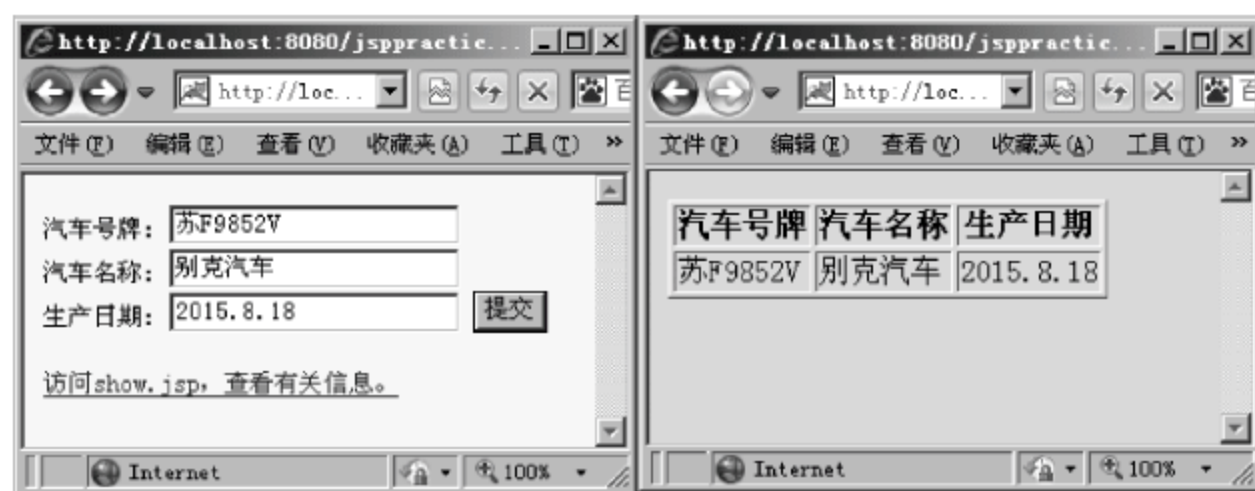 http://localhost:8080/jsppractic...
http://loc...
文件(F) 编辑(E) 查看(V) 收藏夹(A) 工具(T) »
汽车号牌: 苏F9852V
汽车名称: 别克汽车
生产日期: 2015.8.18 提交
访问show.jsp,查看有关信息。
Internet 100%
http://localhost:8080/jsppractic...
http://loc...
文件(F) 编辑(E) 查看(V) 收藏夹(A) 工具(T) »
汽车号牌 汽车名称 生产日期
苏F9852V 别克汽车 2015.8.18
Internet 100%